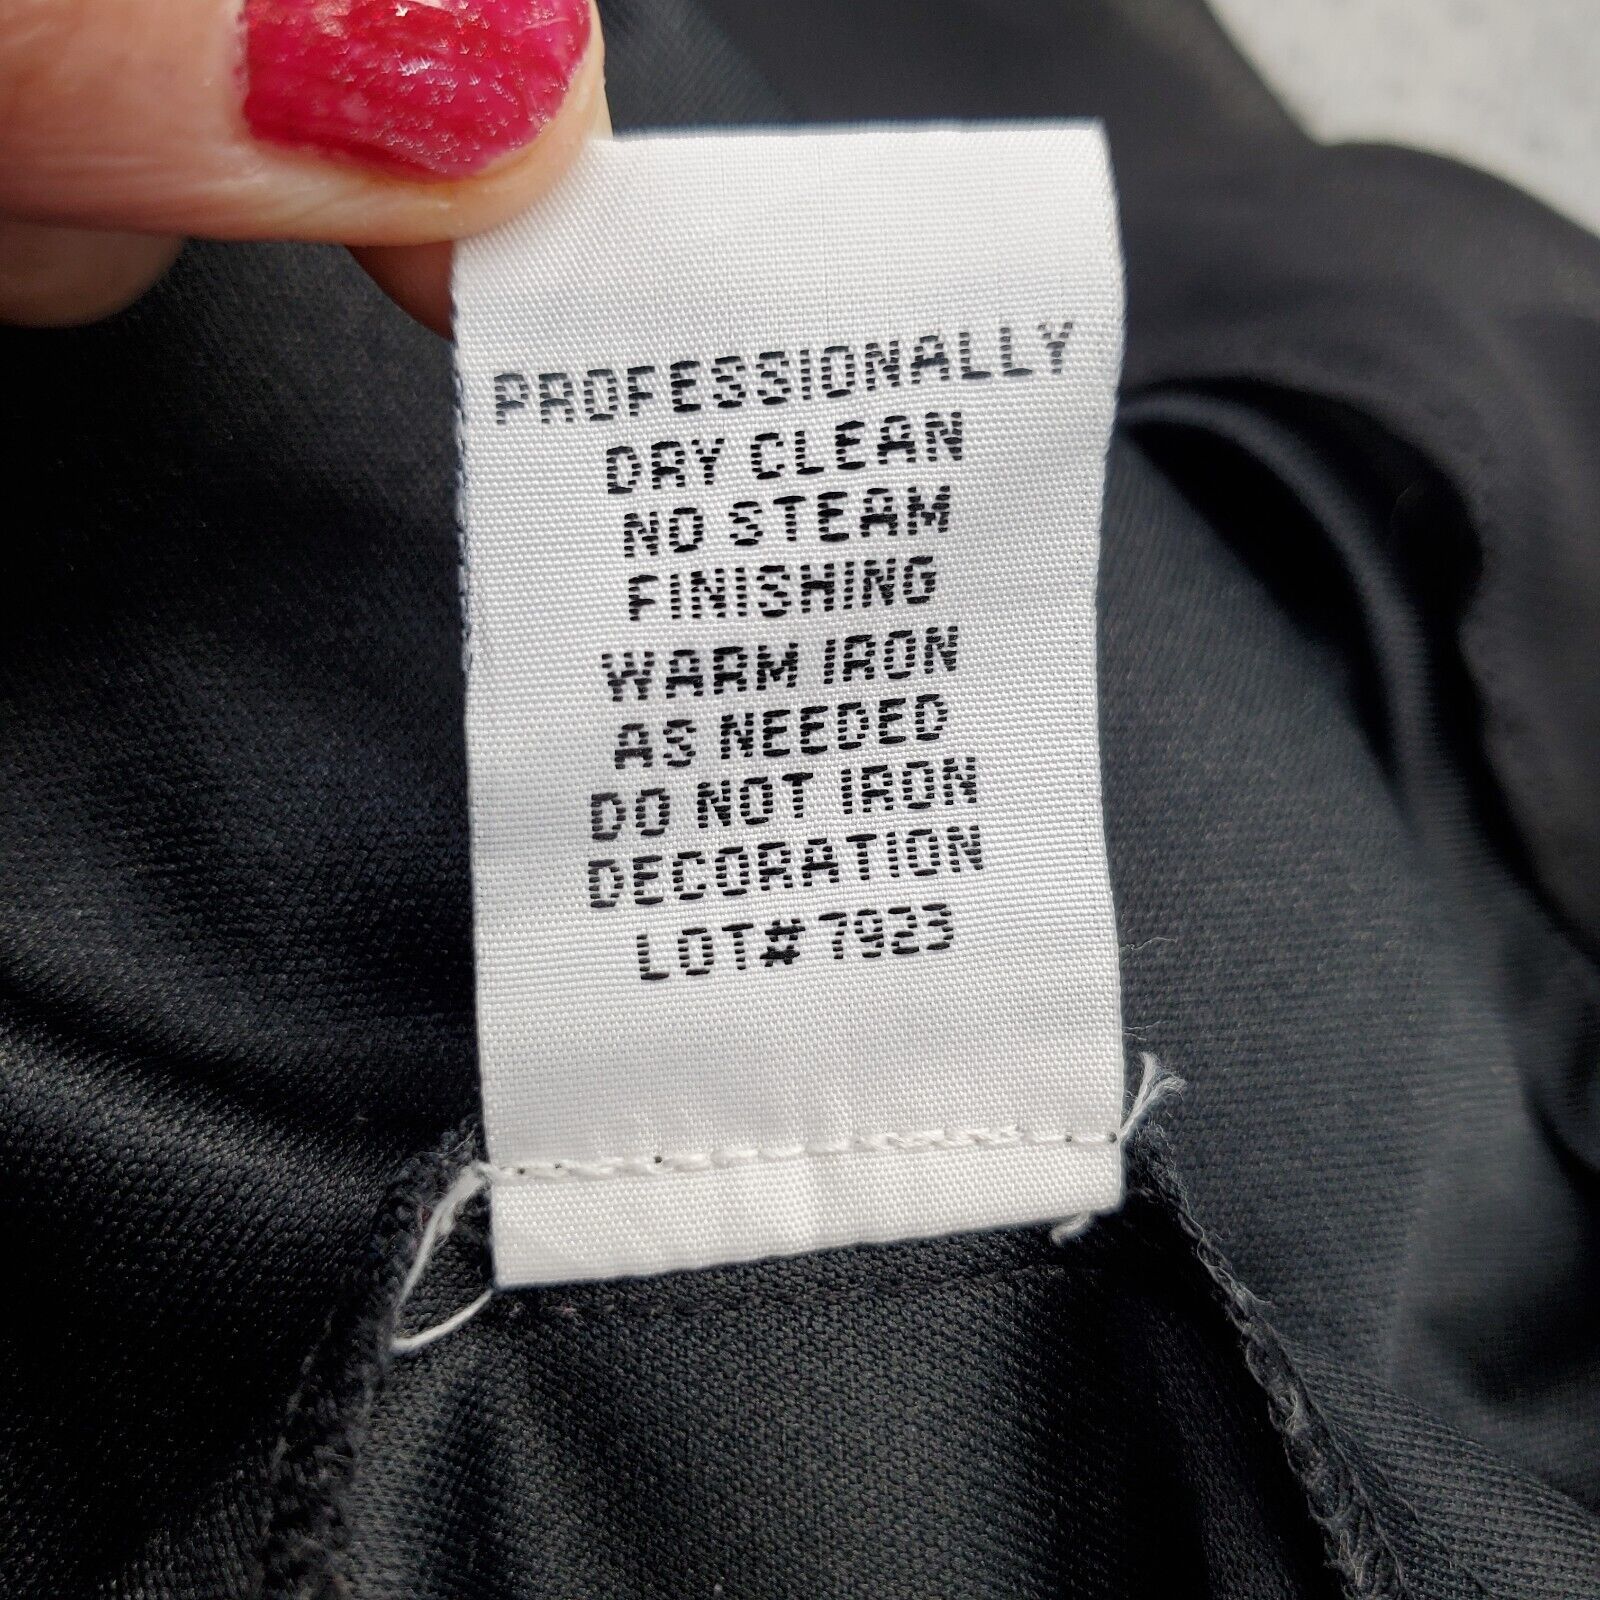 PROFESSIONALLY
DRY CLEAN
NO STEAM
FINISHING
WARM IRON
AS NEEDED
DO NOT IRON
DECORATION
LOT# 7923